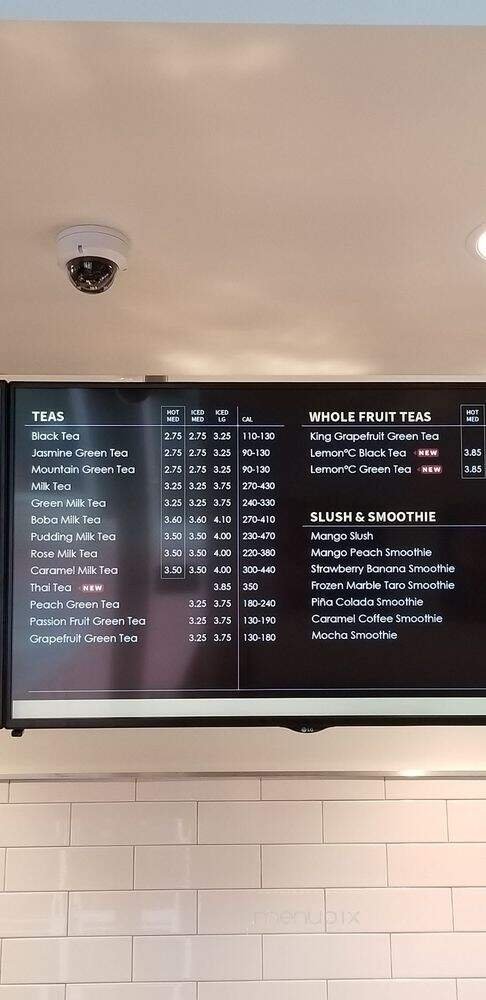 TEAS HOT MED ICED MED ICED LG CAL
Black Tea 2.75 2.75 3.25 110-130
Jasmine Green Tea 2.75 2.75 3.25 90-130
Mountain Green Tea 2.75 2.75 3.25 90-130
Milk Tea 3.25 3.25 3.75 270-430
Green Milk Tea 3.25 3.25 3.75 240-330
Boba Milk Tea 3.60 3.60 4.10 270-410
Pudding Milk Tea 3.50 3.50 4.00 230-470
Rose Milk Tea 3.50 3.50 4.00 220-380
Caramel Milk Tea 3.50 3.50 4.00 300-440
Thai Tea NEW 3.85 350
Peach Green Tea 3.25 3.75 180-240
Passion Fruit Green Tea 3.25 3.75 130-190
Grapefruit Green Tea 3.25 3.75 130-180
WHOLE FRUIT TEAS HOT MED
King Grapefruit Green Tea
Lemon°C Black Tea NEW 3.85
Lemon°C Green Tea NEW 3.85
SLUSH & SMOOTHIE
Mango Slush
Mango Peach Smoothie
Strawberry Banana Smoothie
Frozen Marble Taro Smoothie
Piña Colada Smoothie
Caramel Coffee Smoothie
Mocha Smoothie
LG
menupix